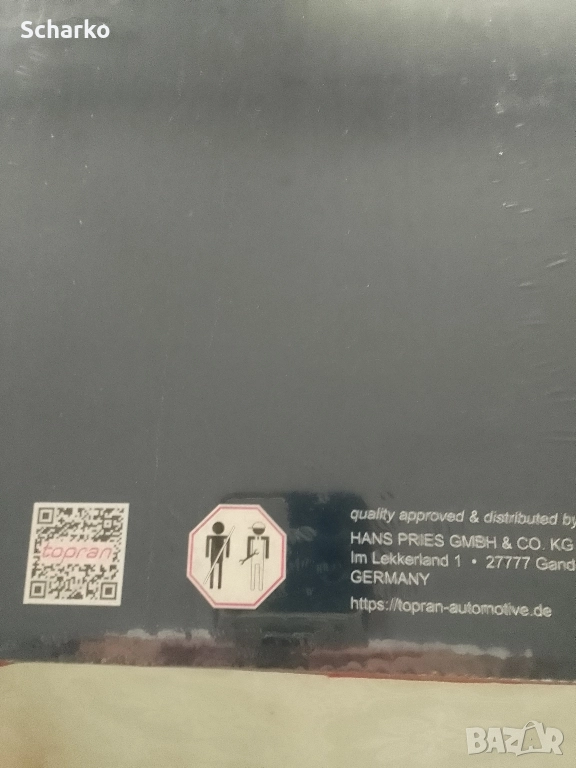 Scharko
topran
quality approved & distributed by
HANS PRIES GMBH & CO. KG
Im Lekkerland 1 • 27777 Gand
GERMANY
https://topran-automotive.de
BAZAR